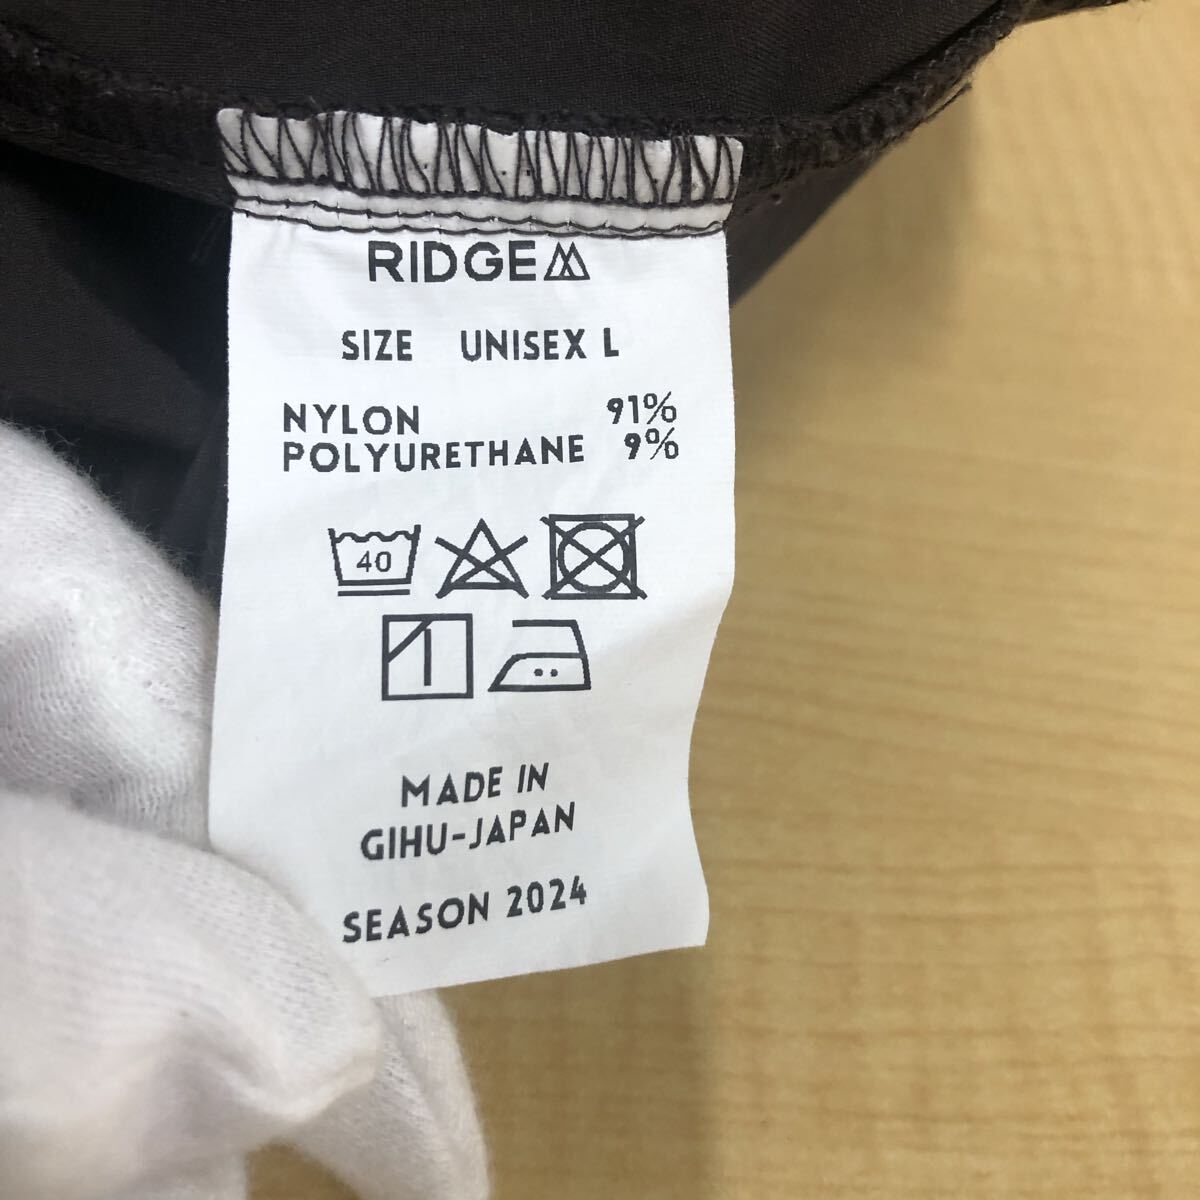 RIDGE
SIZE UNISEX L
NYLON 91%
POLYURETHANE 9%
40
MADE IN
GIHU-JAPAN
SEASON 2024